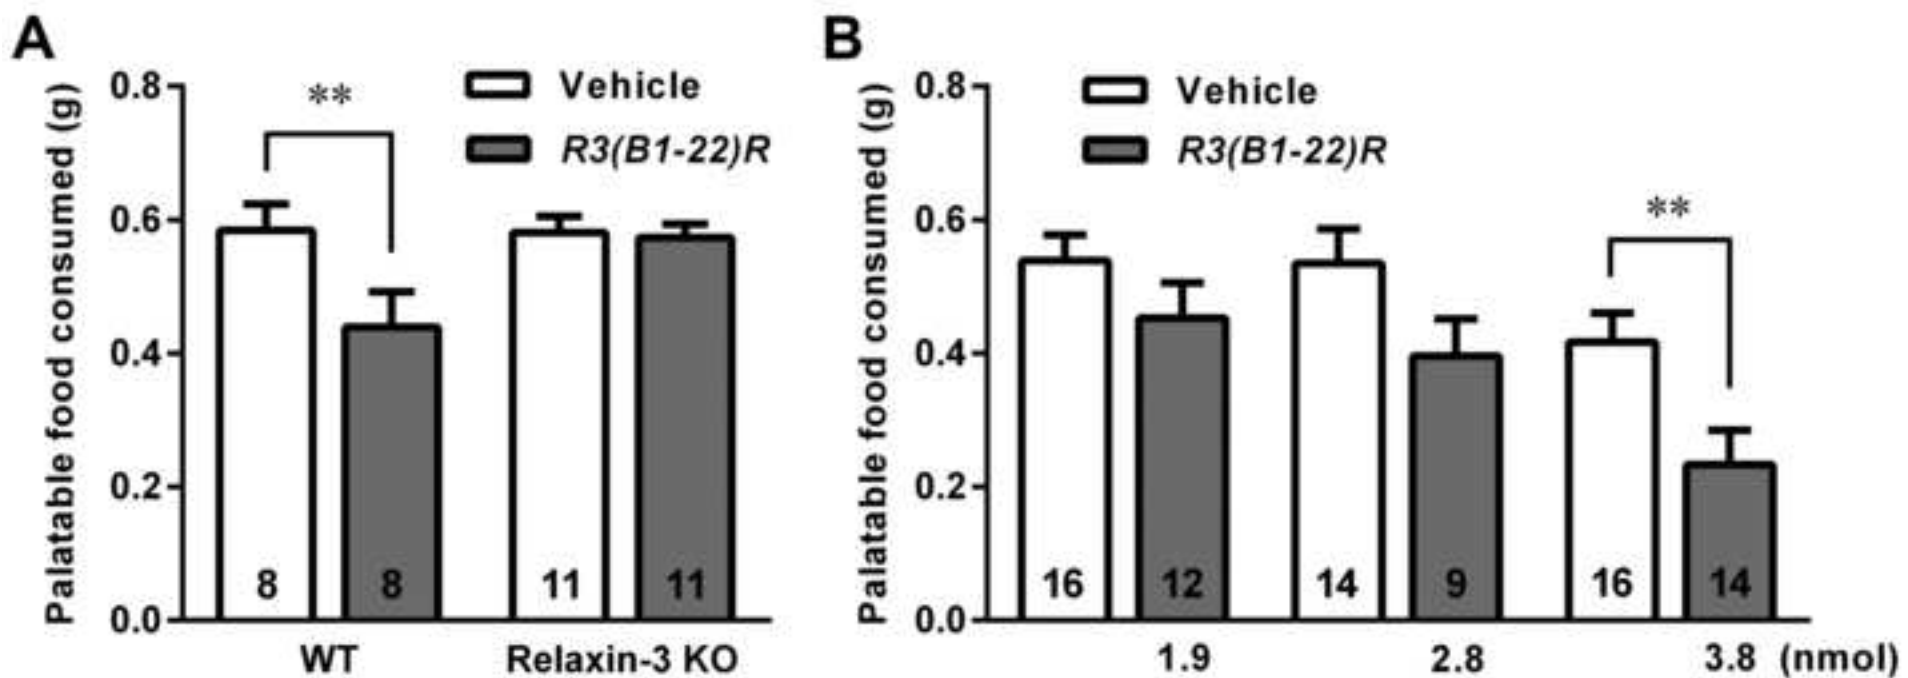 A
Palatable food consumed (g)
0.8
0.6
0.4
0.2
0.0
**
Vehicle
R3(B1-22)R
8
8
11
11
WT
Relaxin-3 KO
B
Palatable food consumed (g)
0.8
0.6
0.4
0.2
0.0
Vehicle
R3(B1-22)R
**
16
12
14
9
16
14
1.9
2.8
3.8 (nmol)